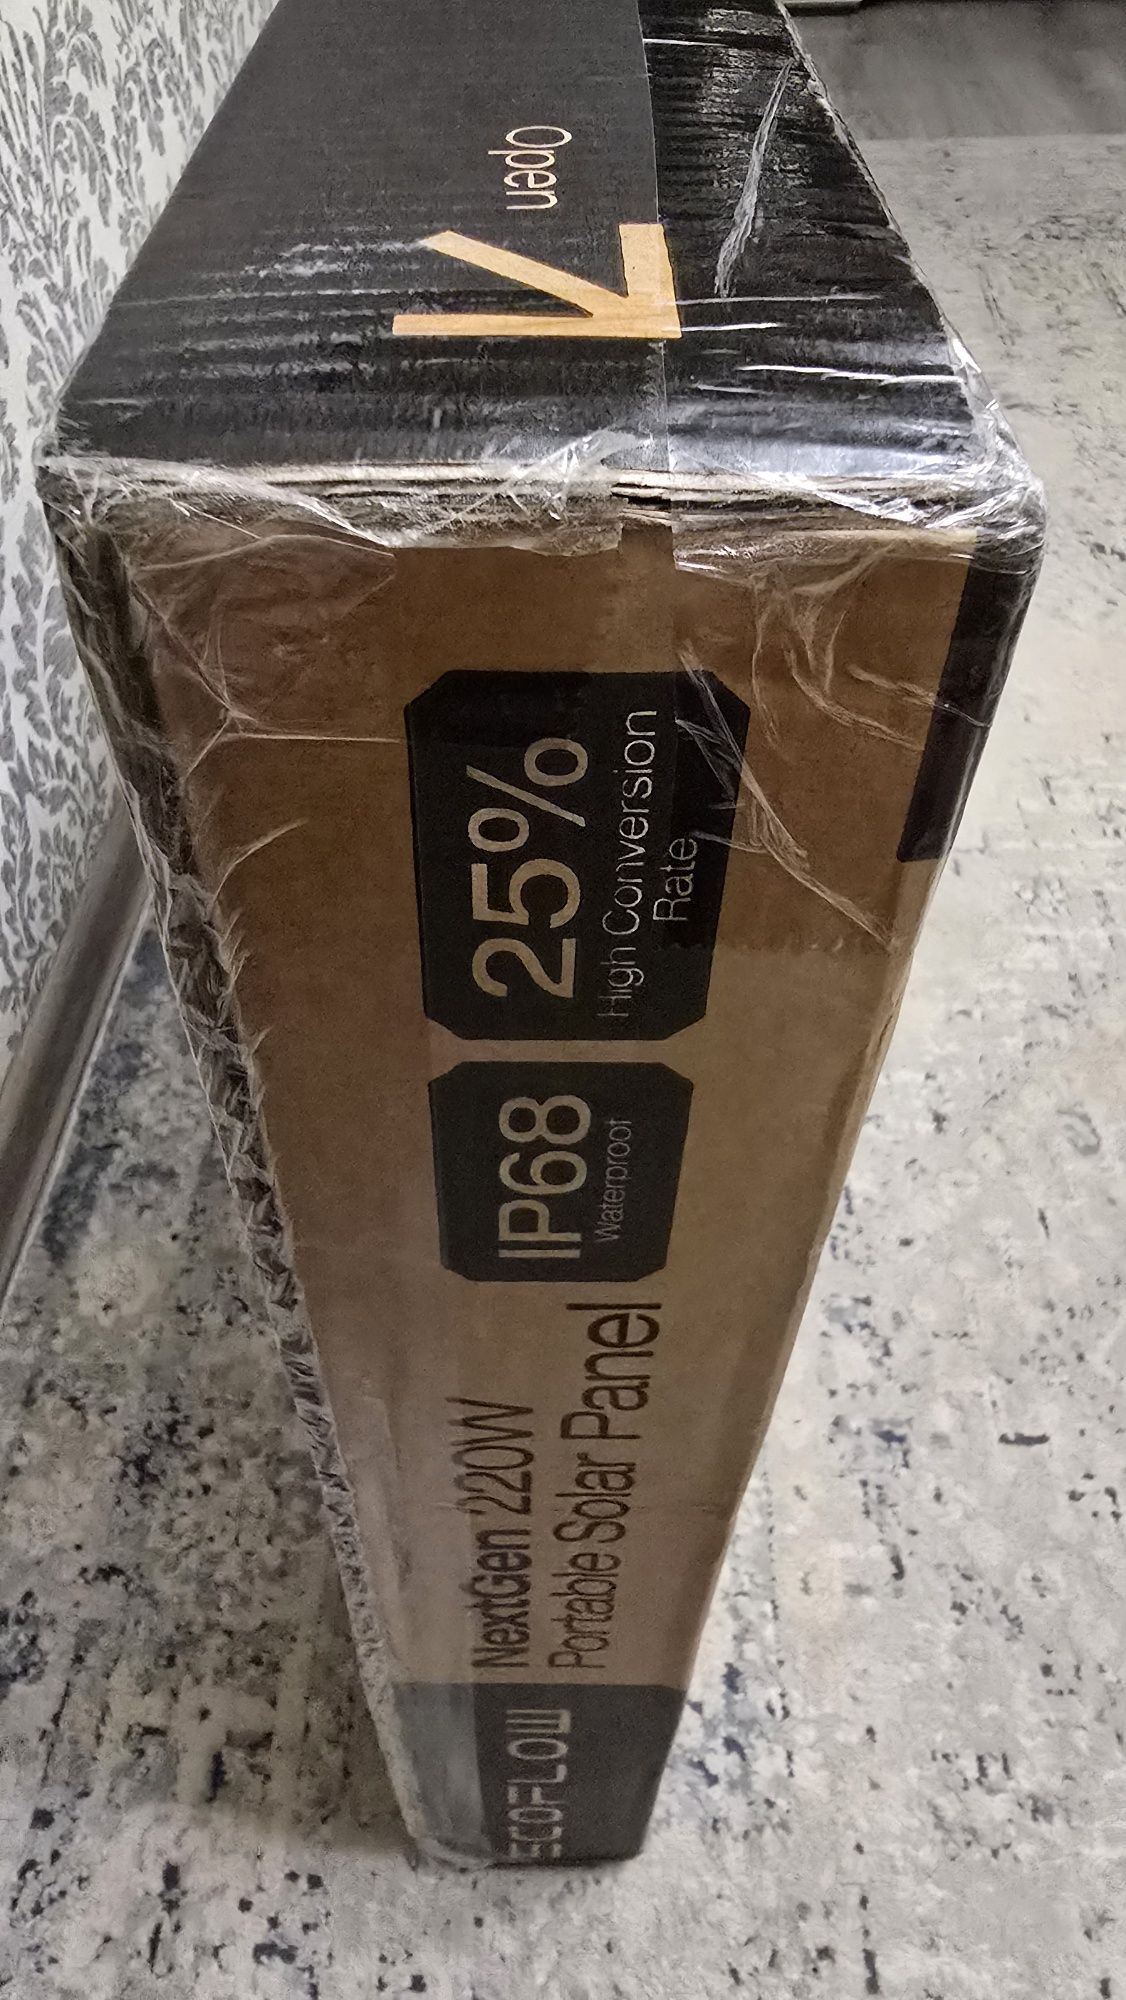 Open
25%
High Conversion
Rate
IP68
Waterproof
NextGen 220W
Portable Solar Panel
ECOFLOW